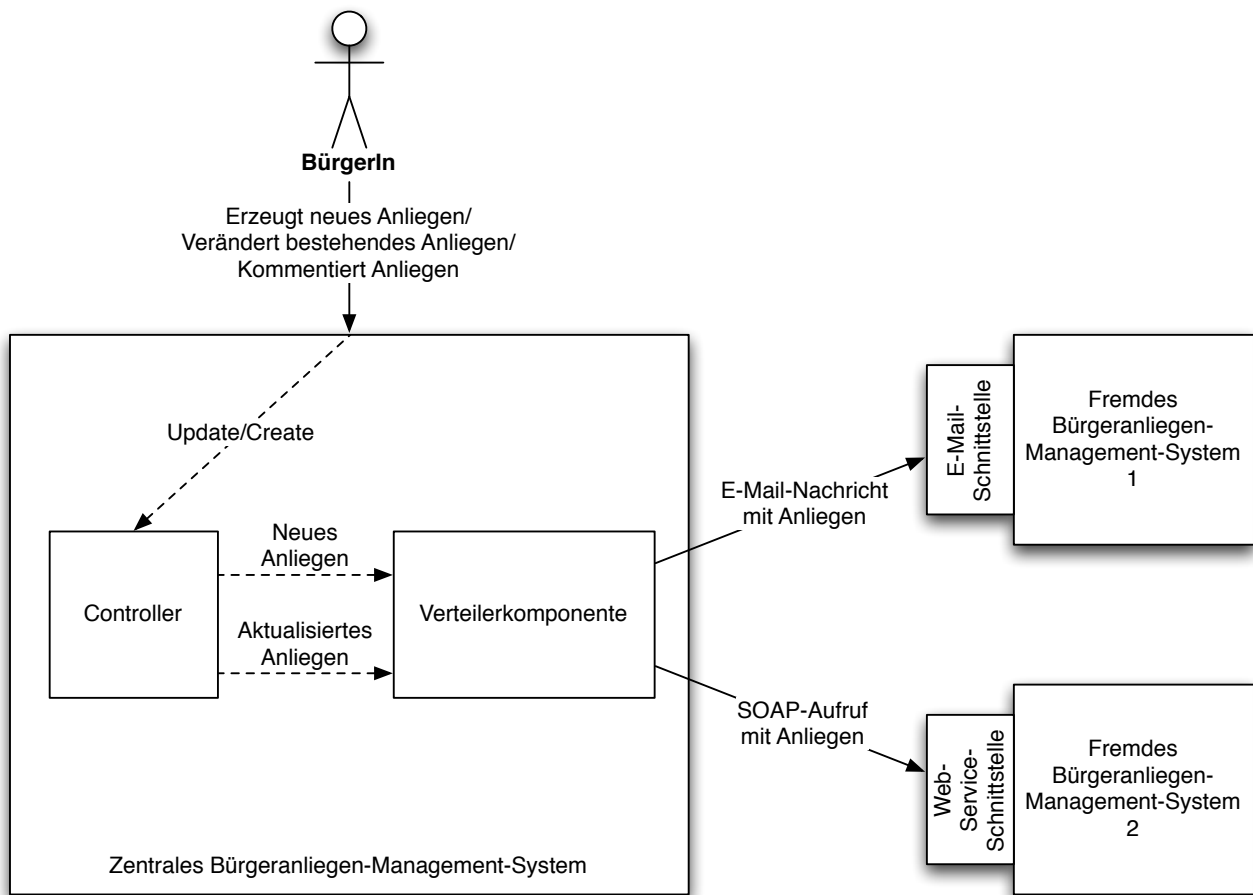 BürgerIn
Erzeugt neues Anliegen/
Verändert bestehendes Anliegen/
Kommentiert Anliegen
Update/Create
Controller
Neues
Anliegen
Aktualisiertes
Anliegen
Verteilerkomponente
Zentrales Bürgeranliegen-Management-System
E-Mail-Nachricht
mit Anliegen
SOAP-Aufruf
mit Anliegen
E-Mail-
Schnittstelle
Fremdes
Bürgeranliegen-
Management-System
1
Web-
Service-
Schnittstelle
Fremdes
Bürgeranliegen-
Management-System
2